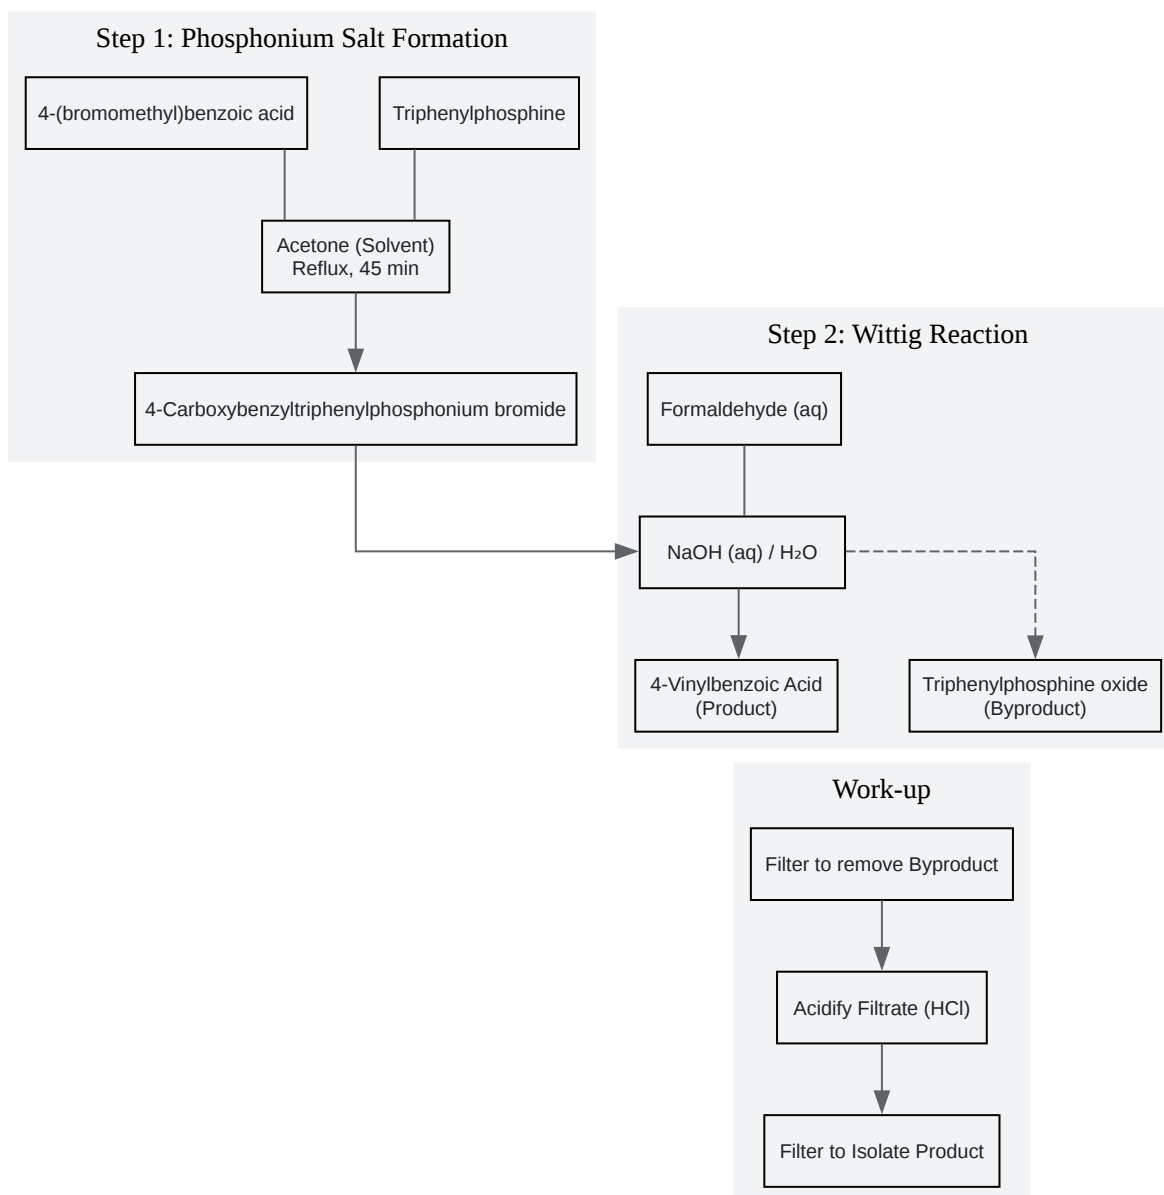 Step 1: Phosphonium Salt Formation
4-(bromomethyl)benzoic acid
Triphenylphosphine
Acetone (Solvent)
Reflux, 45 min
4-Carboxybenzyltriphenylphosphonium bromide
Step 2: Wittig Reaction
Formaldehyde (aq)
NaOH (aq) / H₂O
4-Vinylbenzoic Acid
(Product)
Triphenylphosphine oxide
(Byproduct)
Work-up
Filter to remove Byproduct
Acidify Filtrate (HCl)
Filter to Isolate Product